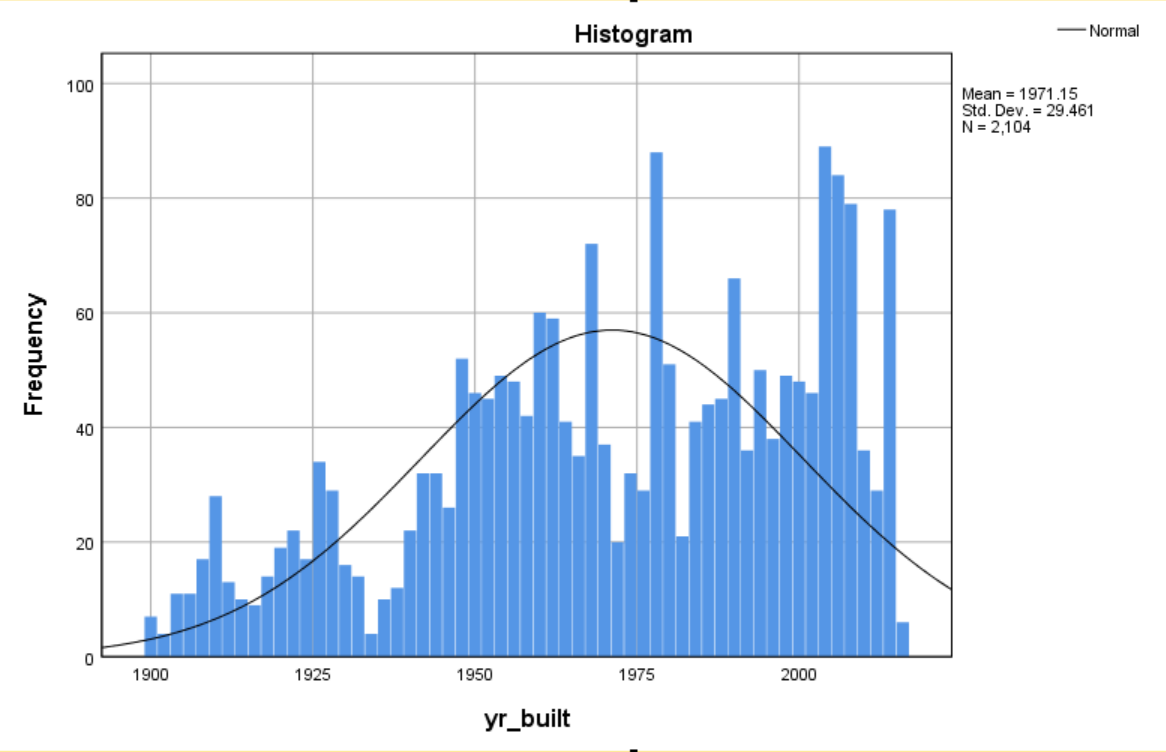 Histogram
Normal
Mean = 1971.15
Std. Dev. = 29.461
N = 2,104
Frequency
100
80
60
40
20
0
1900 1925 1950 1975 2000
yr_built